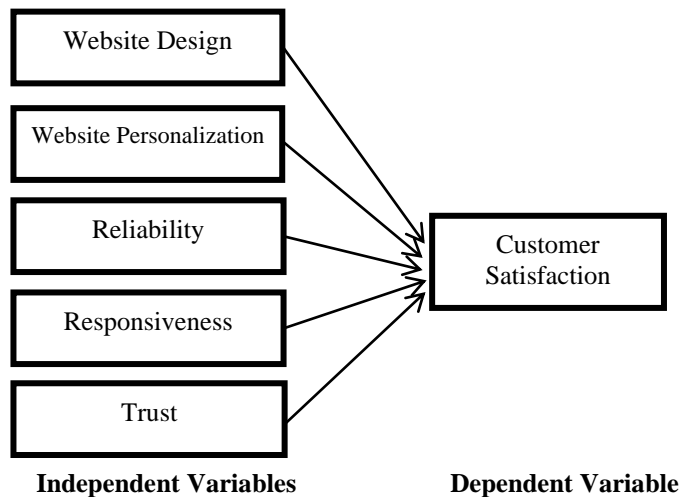 Website Design
Website Personalization
Reliability
Responsiveness
Trust
Customer
Satisfaction
Independent Variables
Dependent Variable